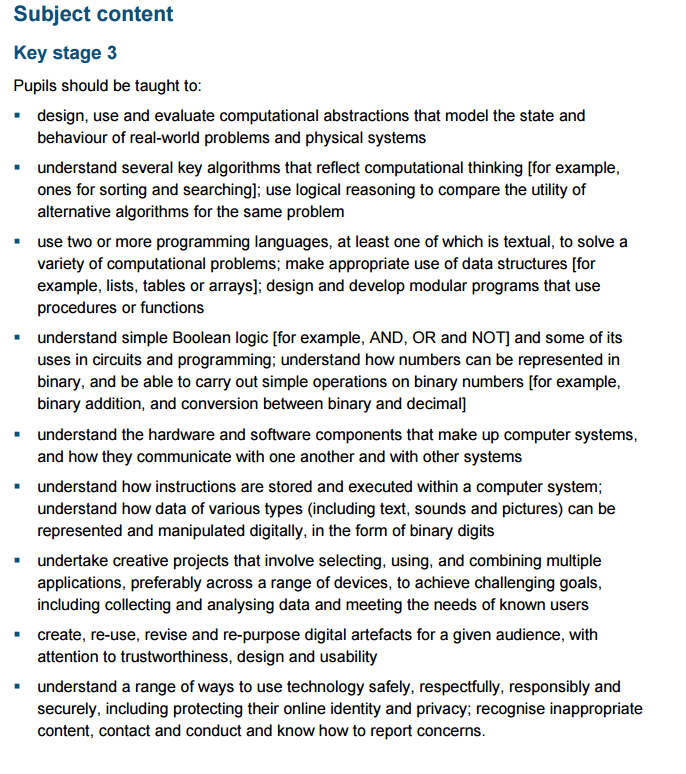 Subject content
Key stage 3
Pupils should be taught to:
▪ design, use and evaluate computational abstractions that model the state and
behaviour of real-world problems and physical systems
▪ understand several key algorithms that reflect computational thinking [for example,
ones for sorting and searching]; use logical reasoning to compare the utility of
alternative algorithms for the same problem
▪ use two or more programming languages, at least one of which is textual, to solve a
variety of computational problems; make appropriate use of data structures [for
example, lists, tables or arrays]; design and develop modular programs that use
procedures or functions
▪ understand simple Boolean logic [for example, AND, OR and NOT] and some of its
uses in circuits and programming; understand how numbers can be represented in
binary, and be able to carry out simple operations on binary numbers [for example,
binary addition, and conversion between binary and decimal]
▪ understand the hardware and software components that make up computer systems,
and how they communicate with one another and with other systems
▪ understand how instructions are stored and executed within a computer system;
understand how data of various types (including text, sounds and pictures) can be
represented and manipulated digitally, in the form of binary digits
▪ undertake creative projects that involve selecting, using, and combining multiple
applications, preferably across a range of devices, to achieve challenging goals,
including collecting and analysing data and meeting the needs of known users
▪ create, re-use, revise and re-purpose digital artefacts for a given audience, with
attention to trustworthiness, design and usability
▪ understand a range of ways to use technology safely, respectfully, responsibly and
securely, including protecting their online identity and privacy; recognise inappropriate
content, contact and conduct and know how to report concerns.